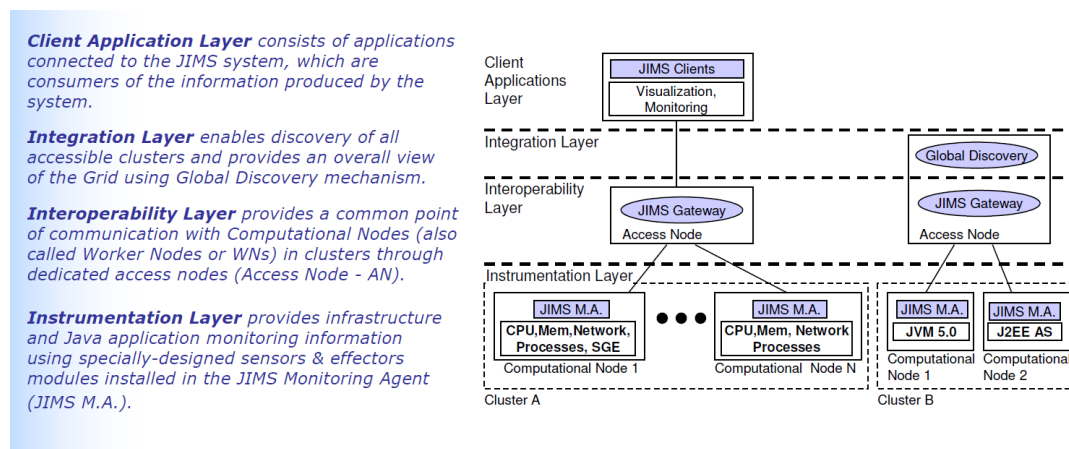 Client Application Layer consists of applications
connected to the JIMS system, which are
consumers of the information produced by the
system.
Integration Layer enables discovery of all
accessible clusters and provides an overall view
of the Grid using Global Discovery mechanism.
Interoperability Layer provides a common point
of communication with Computational Nodes (also
called Worker Nodes or WNs) in clusters through
dedicated access nodes (Access Node - AN).
Instrumentation Layer provides infrastructure
and Java application monitoring information
using specially-designed sensors & effectors
modules installed in the JIMS Monitoring Agent
(JIMS M.A.).
Client
Applications
Layer
JIMS Clients
Visualization,
Monitoring
Integration Layer
Global Discovery
Interoperability
Layer
JIMS Gateway
Access Node
JIMS Gateway
Access Node
Instrumentation Layer
JIMS M.A.
CPU,Mem,Network,
Processes, SGE
Computational Node 1
JIMS M.A.
CPU,Mem, Network
Processes
Computational Node N
Cluster A
JIMS M.A.
JVM 5.0
Computational
Node 1
JIMS M.A.
J2EE AS
Computational
Node 2
Cluster B